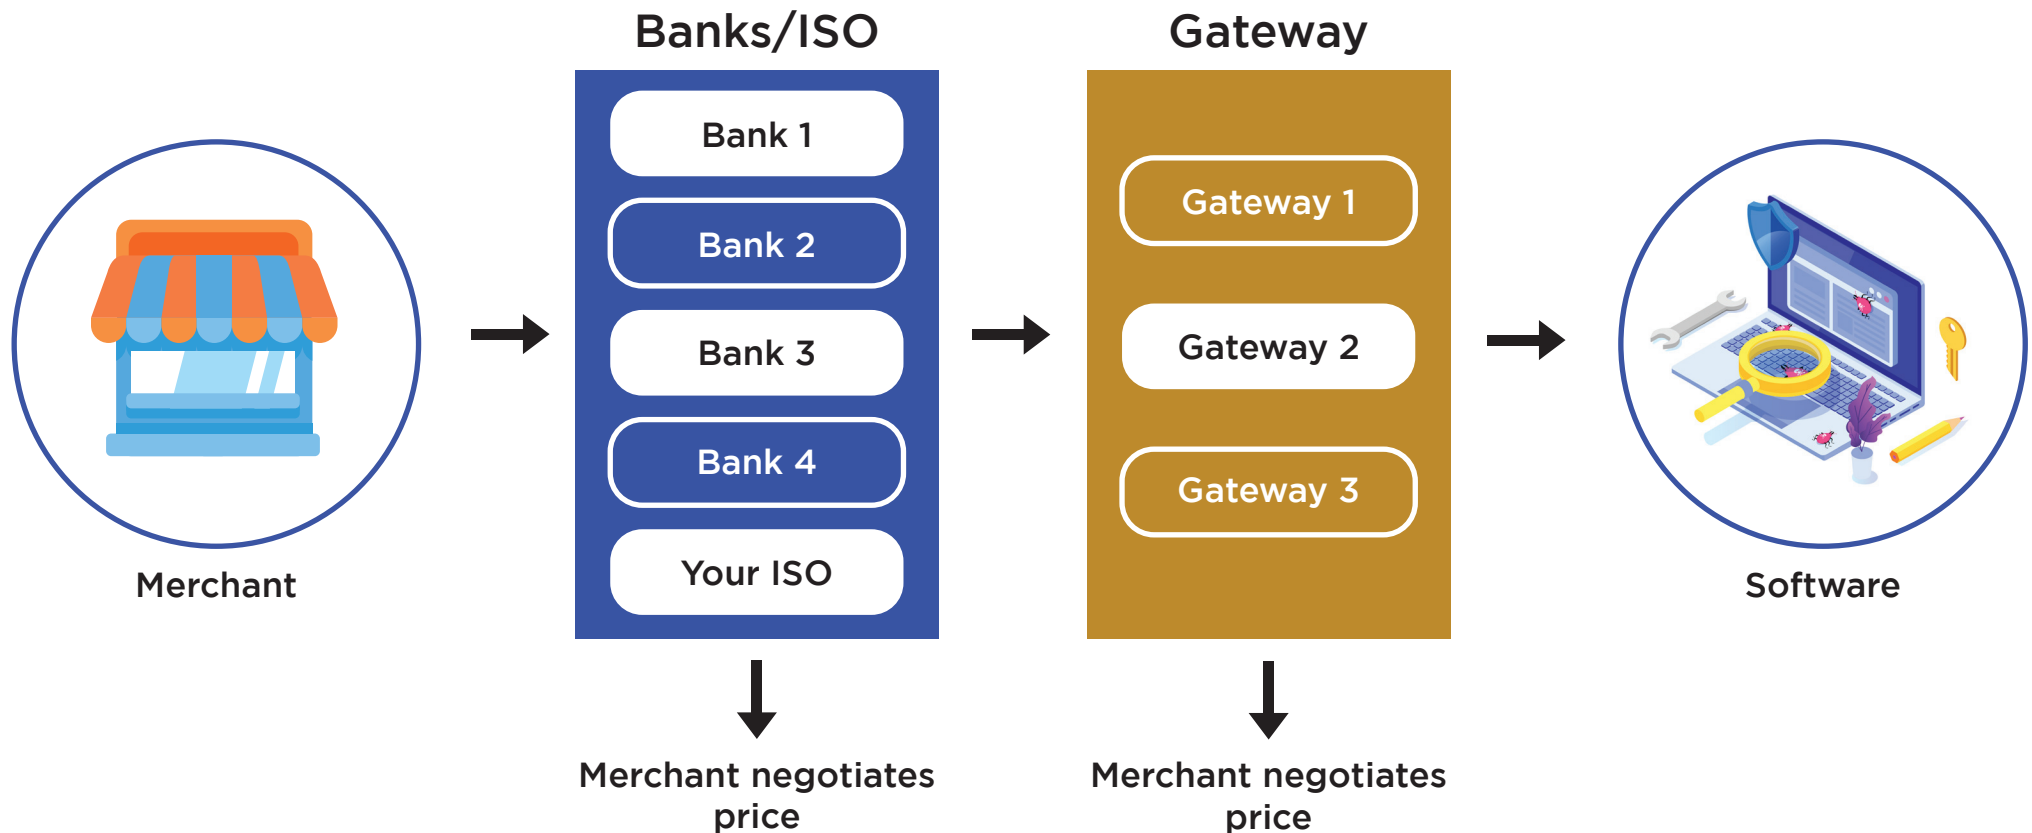 Banks/ISO
Gateway
Bank 1
Bank 2
Bank 3
Bank 4
Your ISO
Gateway 1
Gateway 2
Gateway 3
Merchant
Software
Merchant negotiates
price
Merchant negotiates
price